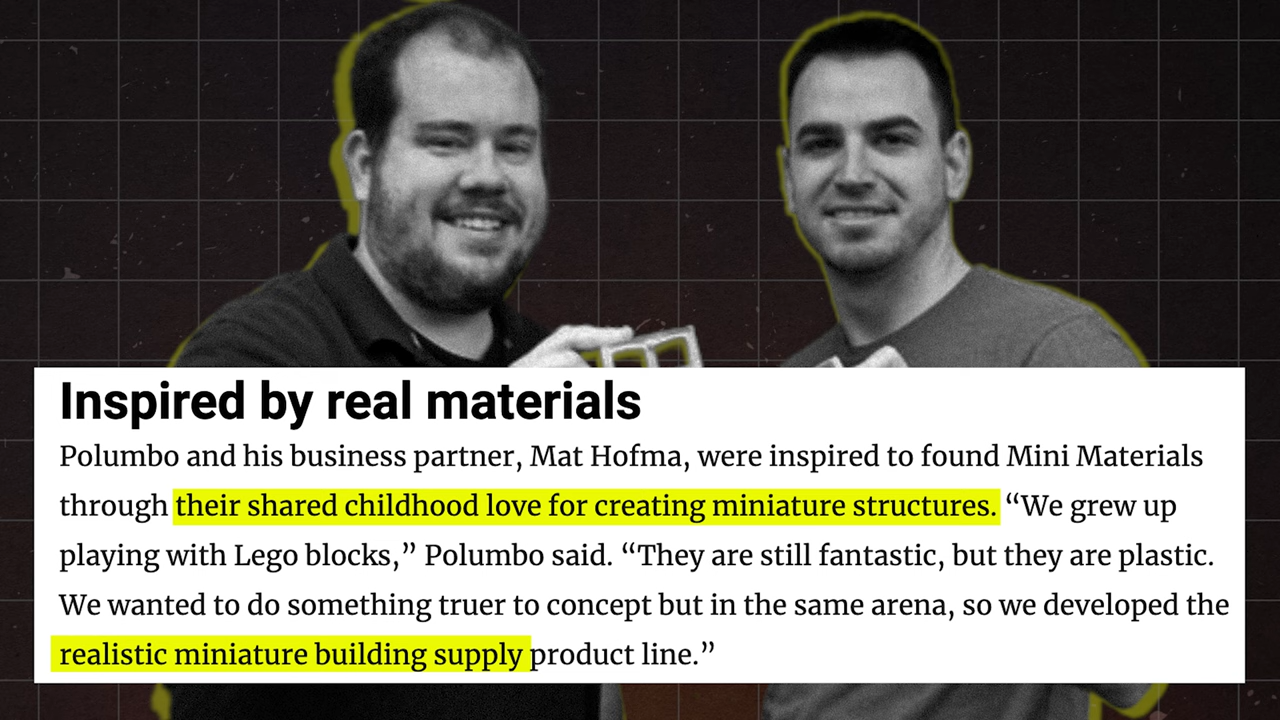 Inspired by real materials
Polumbo and his business partner, Mat Hofma, were inspired to found Mini Materials
through their shared childhood love for creating miniature structures. “We grew up
playing with Lego blocks,” Polumbo said. “They are still fantastic, but they are plastic.
We wanted to do something truer to concept but in the same arena, so we developed the
realistic miniature building supply product line.”